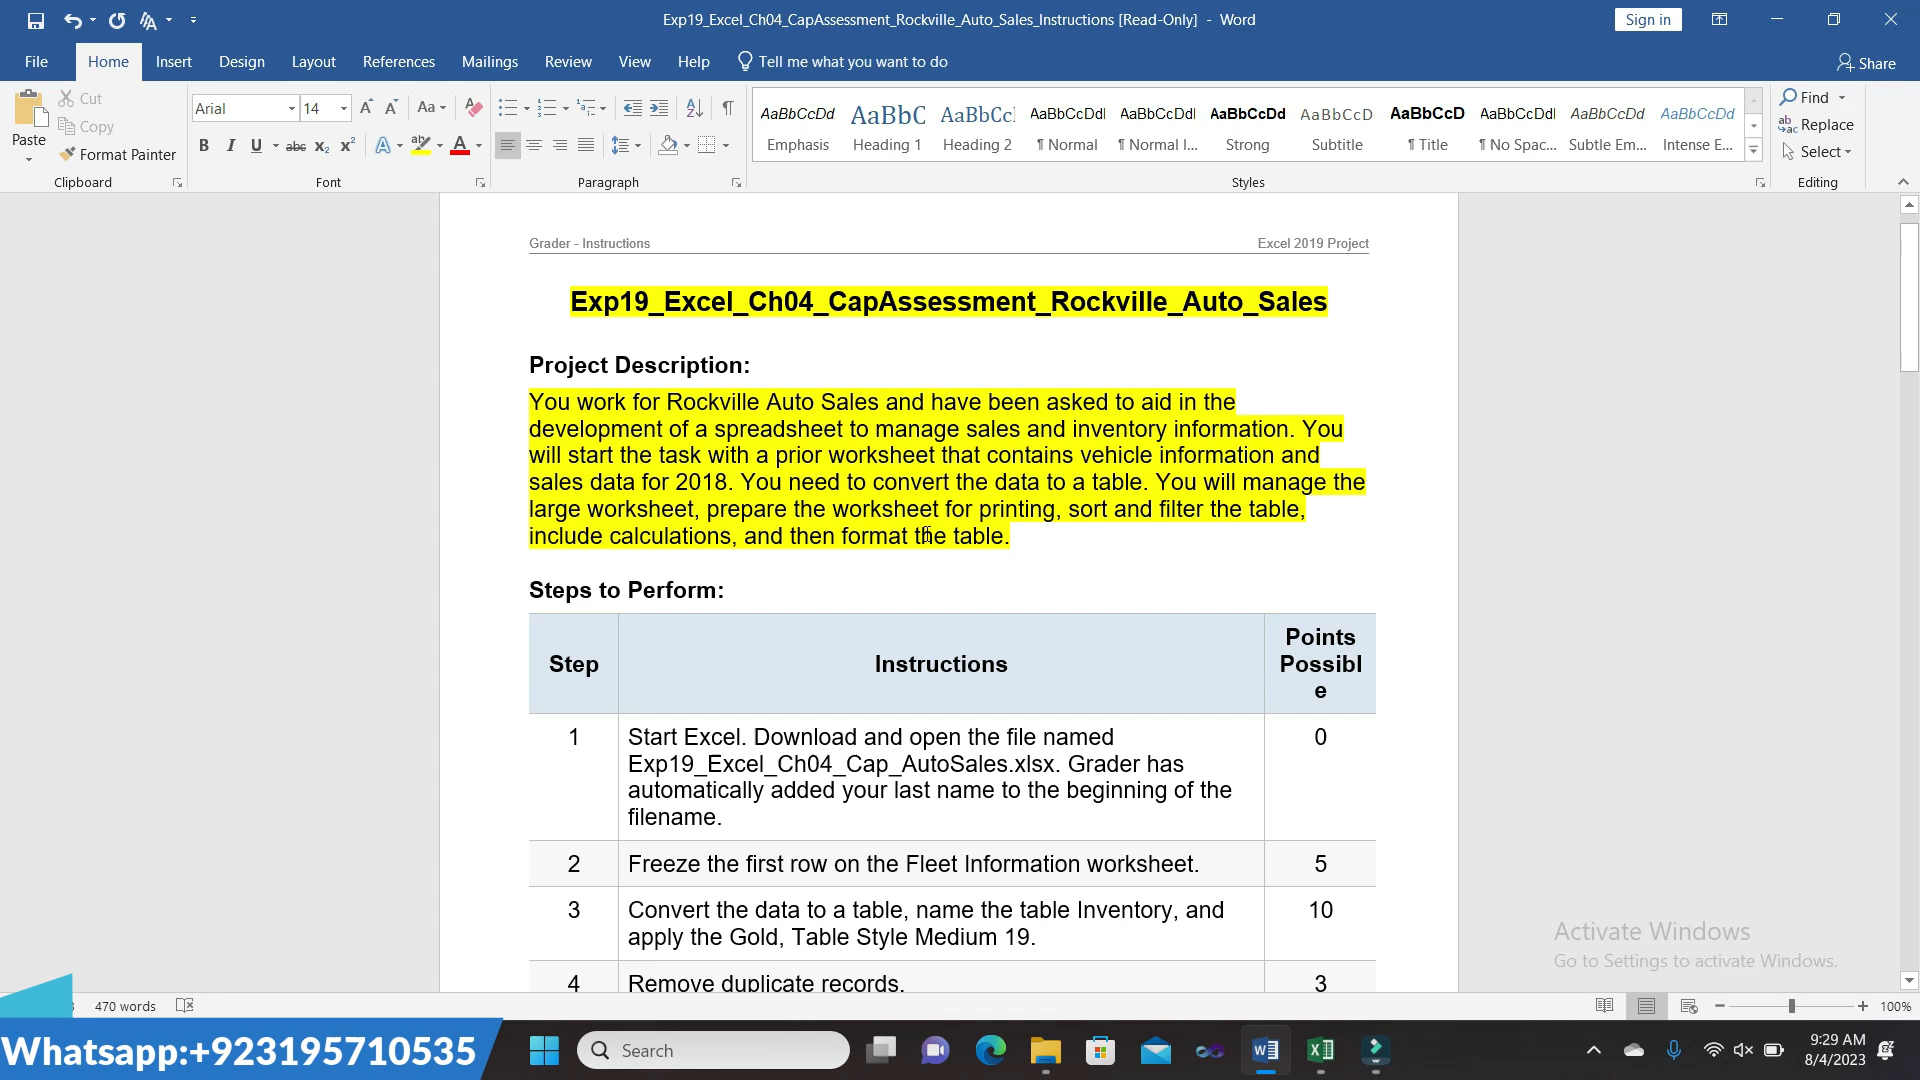 Exp19_Excel_Ch04_CapAssessment_Rockville_Auto_Sales_Instructions [Read-Only] - Word
Sign in
File Home Insert Design Layout References Mailings Review View Help Tell me what you want to do Share
Paste
Cut
Copy
Format Painter
Arial 14
Aa
B I U abc x₂ x² A A
AaBbCcDd AaBbC AaBbCcI AaBbCcDdI AaBbCcDdI AaBbCcDd AaBbCcD AaBbCcD AaBbCcDdI AaBbCcDd AaBbCcDd
Emphasis Heading 1 Heading 2 ¶ Normal ¶ Normal I... Strong Subtitle ¶ Title ¶ No Spac... Subtle Em... Intense E...
Find
Replace
Select
Clipboard Font Paragraph Styles Editing
Grader - Instructions Excel 2019 Project
Exp19_Excel_Ch04_CapAssessment_Rockville_Auto_Sales
Project Description:
You work for Rockville Auto Sales and have been asked to aid in the
development of a spreadsheet to manage sales and inventory information. You
will start the task with a prior worksheet that contains vehicle information and
sales data for 2018. You need to convert the data to a table. You will manage the
large worksheet, prepare the worksheet for printing, sort and filter the table,
include calculations, and then format the table.
Steps to Perform:
Step Instructions Points
Possibl
e
1 Start Excel. Download and open the file named 0
Exp19_Excel_Ch04_Cap_AutoSales.xlsx. Grader has
automatically added your last name to the beginning of the
filename.
2 Freeze the first row on the Fleet Information worksheet. 5
3 Convert the data to a table, name the table Inventory, and 10
apply the Gold, Table Style Medium 19.
4 Remove duplicate records. 3
Activate Windows
Go to Settings to activate Windows.
470 words
100%
Whatsapp:+923195710535
Search
9:29 AM
8/4/2023